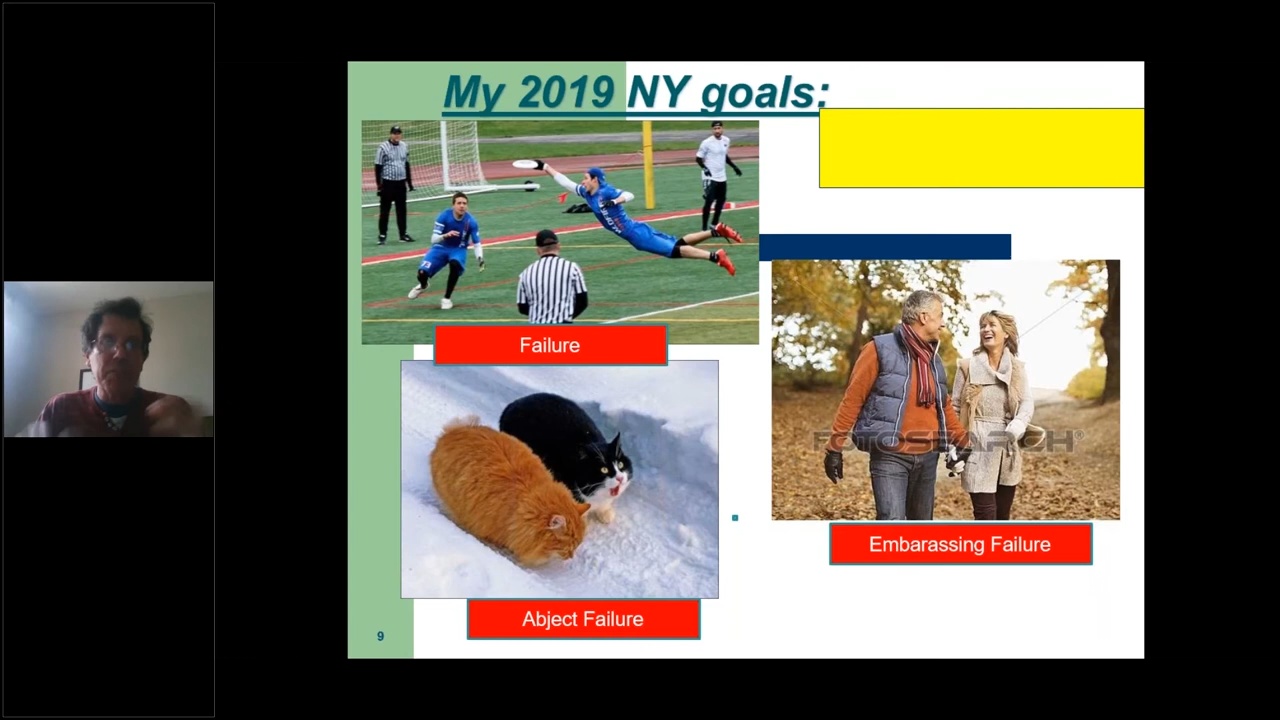 My 2019 NY goals:
Failure
FOTOSEARCH®
Embarassing Failure
Abject Failure
9